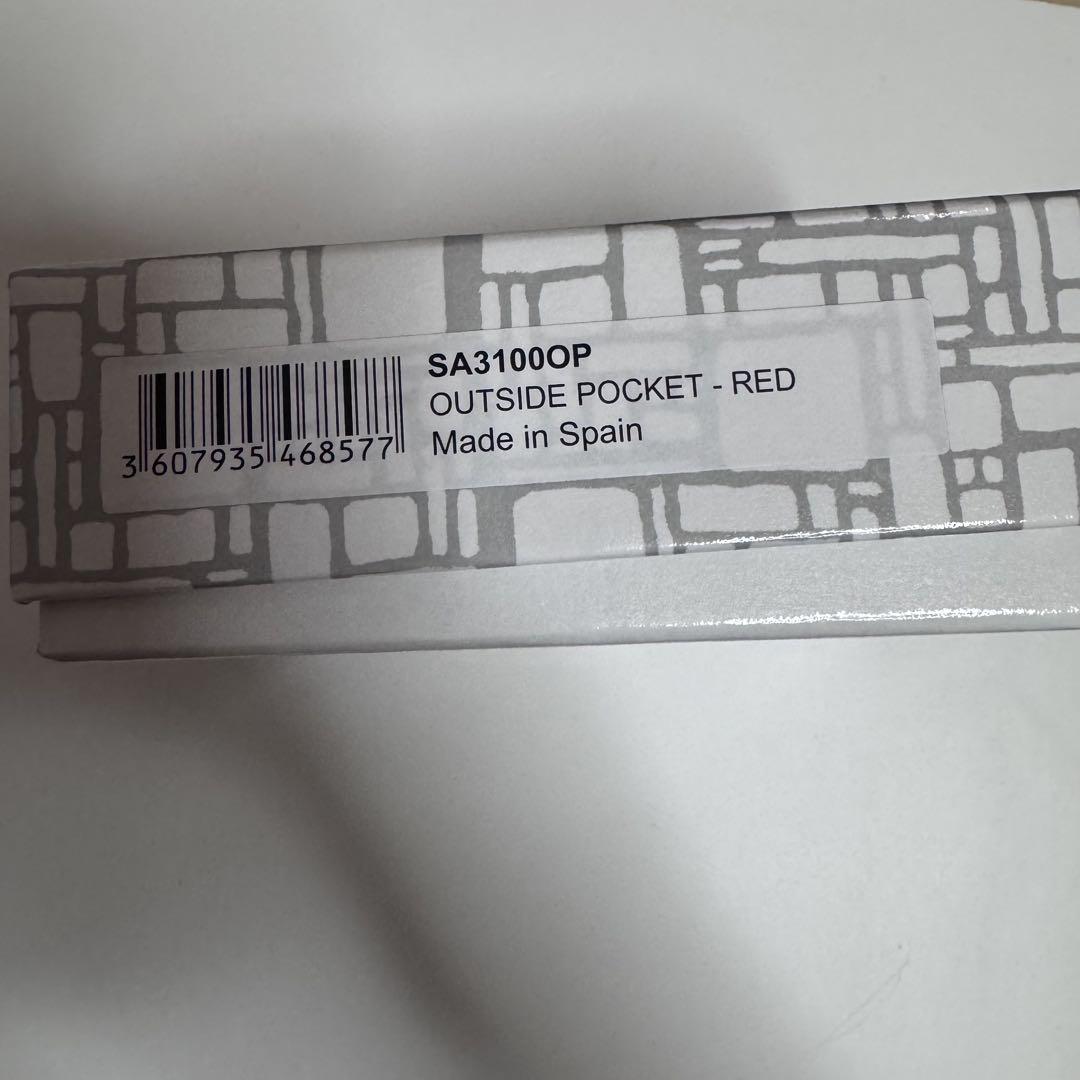 SA3100OP
OUTSIDE POCKET - RED
Made in Spain
3 607935 468577